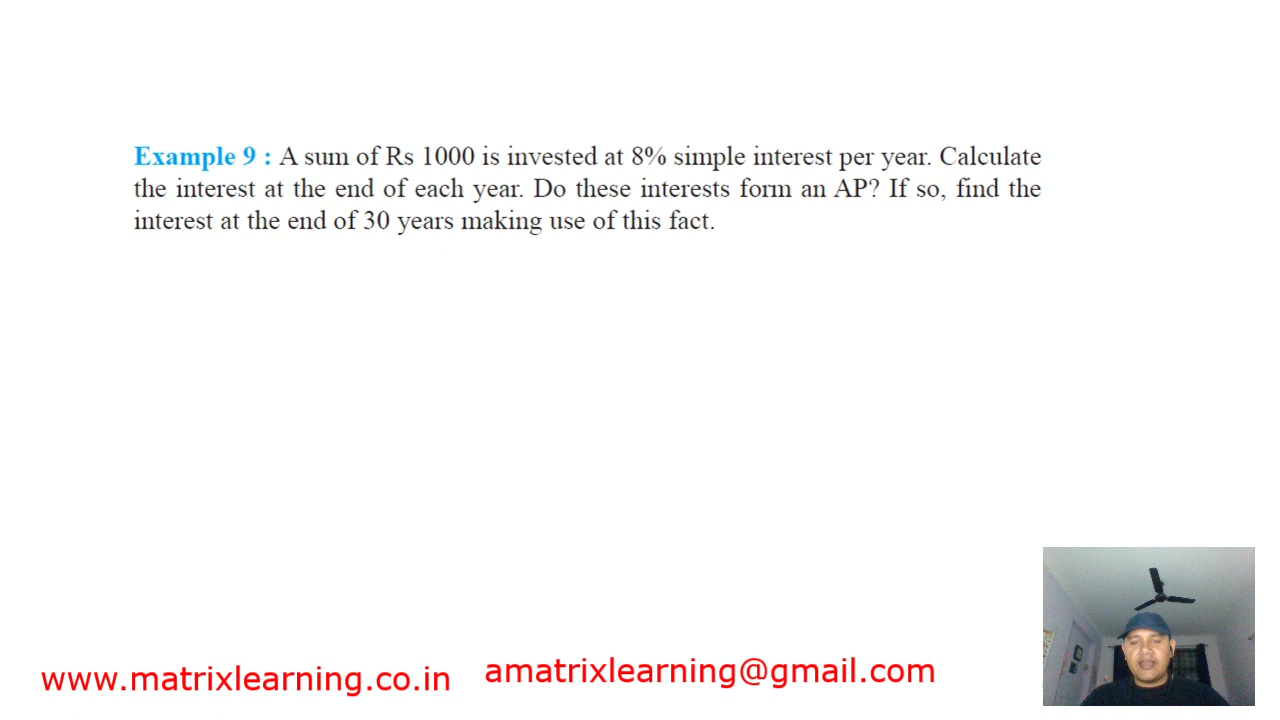 Example 9 : A sum of Rs 1000 is invested at 8% simple interest per year. Calculate
the interest at the end of each year. Do these interests form an AP? If so, find the
interest at the end of 30 years making use of this fact.
www.matrixlearning.co.in
amatrixlearning@gmail.com